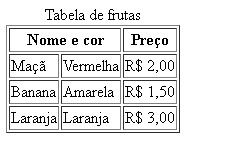 Tabela de frutas
Nome e cor Preço
Maçã Vermelha R$ 2,00
Banana Amarela R$ 1,50
Laranja Laranja R$ 3,00